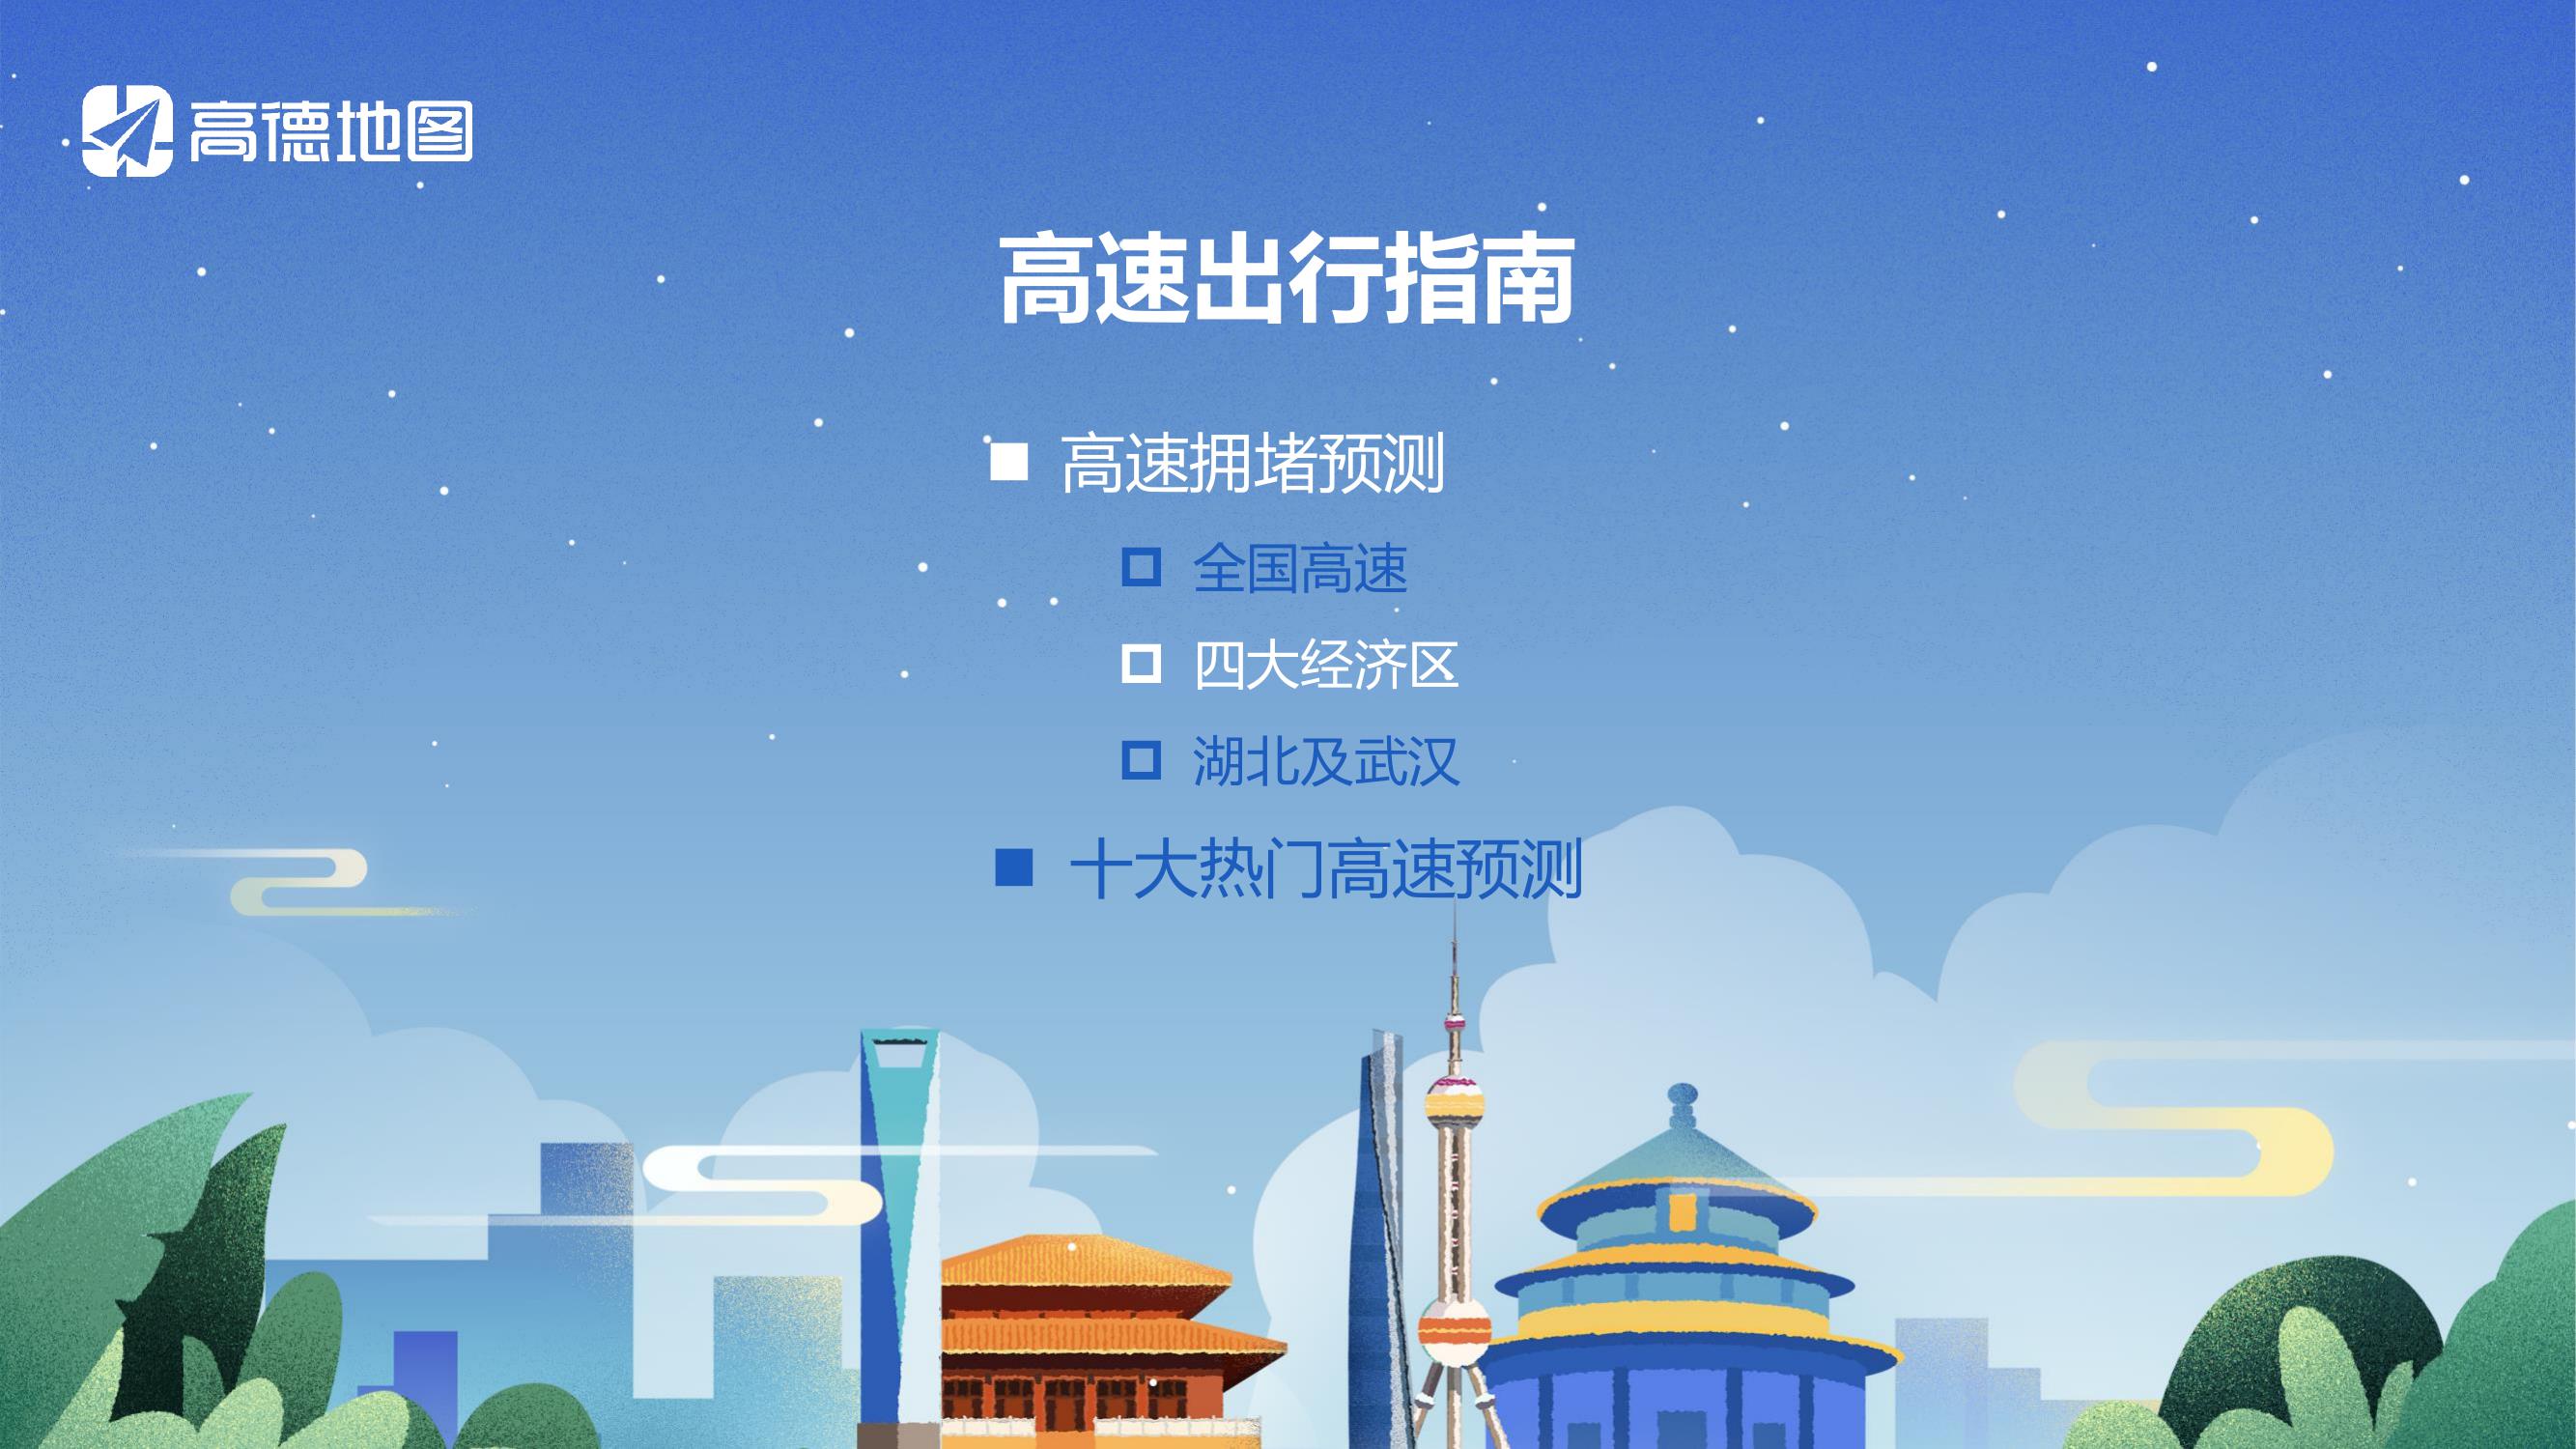 高德地图
高速出行指南
高速拥堵预测
全国高速
四大经济区
湖北及武汉
十大热门高速预测